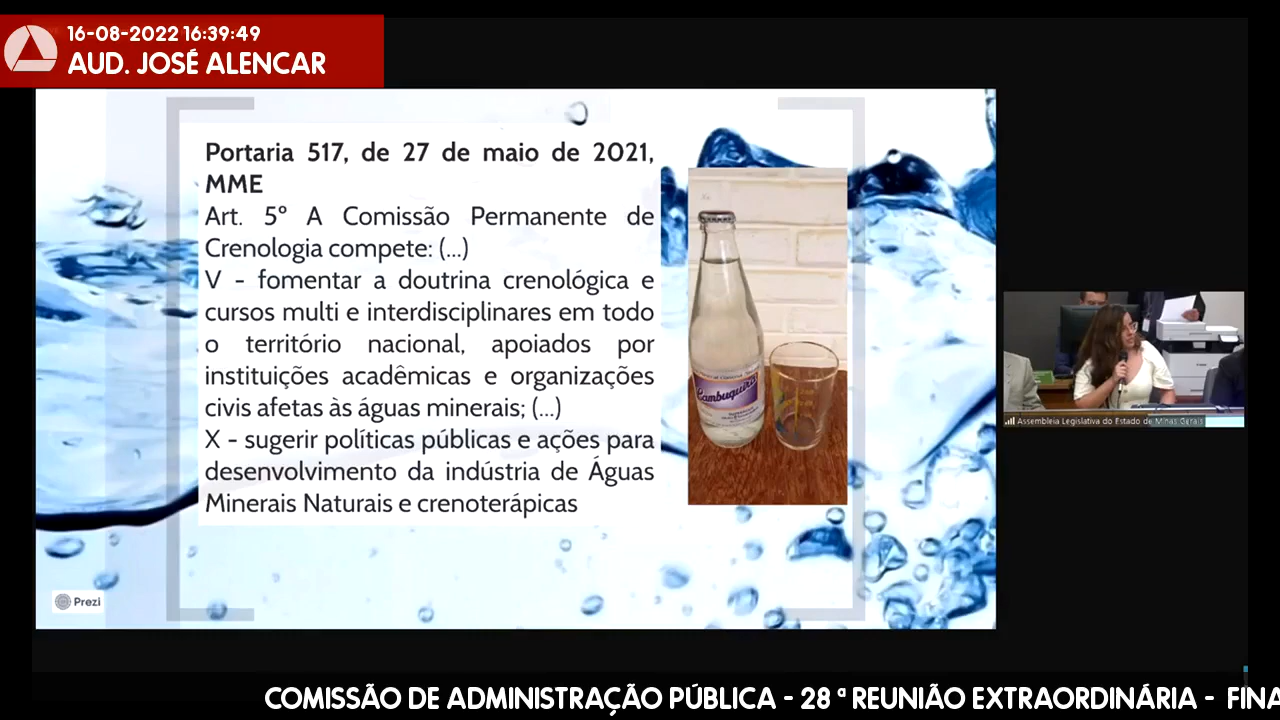 16-08-2022 16:39:49
AUD. JOSÉ ALENCAR
Portaria 517, de 27 de maio de 2021,
MME
Art. 5º A Comissão Permanente de
Crenologia compete: (...)
V - fomentar a doutrina crenológica e
cursos multi e interdisciplinares em todo
o território nacional, apoiados por
instituições acadêmicas e organizações
civis afetas às águas minerais; (...)
X - sugerir políticas públicas e ações para
desenvolvimento da indústria de Águas
Minerais Naturais e crenoterápicas
Cambuquira
Prezi
Assembleia Legislativa do Estado de Minas Gerais
COMISSÃO DE ADMINISTRAÇÃO PÚBLICA - 28 ª REUNIÃO EXTRAORDINÁRIA - FINA